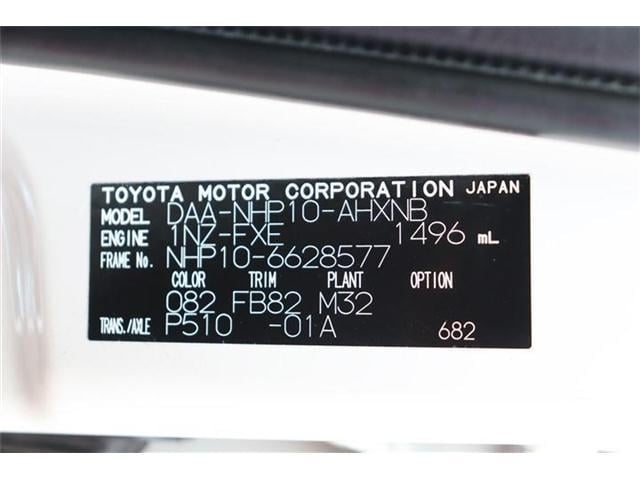 TOYOTA MOTOR CORPORATION JAPAN
MODEL DAA-NHP10-AHXNB
ENGINE 1NZ-FXE 1496 mL
FRAME No. NHP10-6628577
COLOR TRIM PLANT OPTION
082 FB82 M32
TRANS./AXLE P510 -01A 682